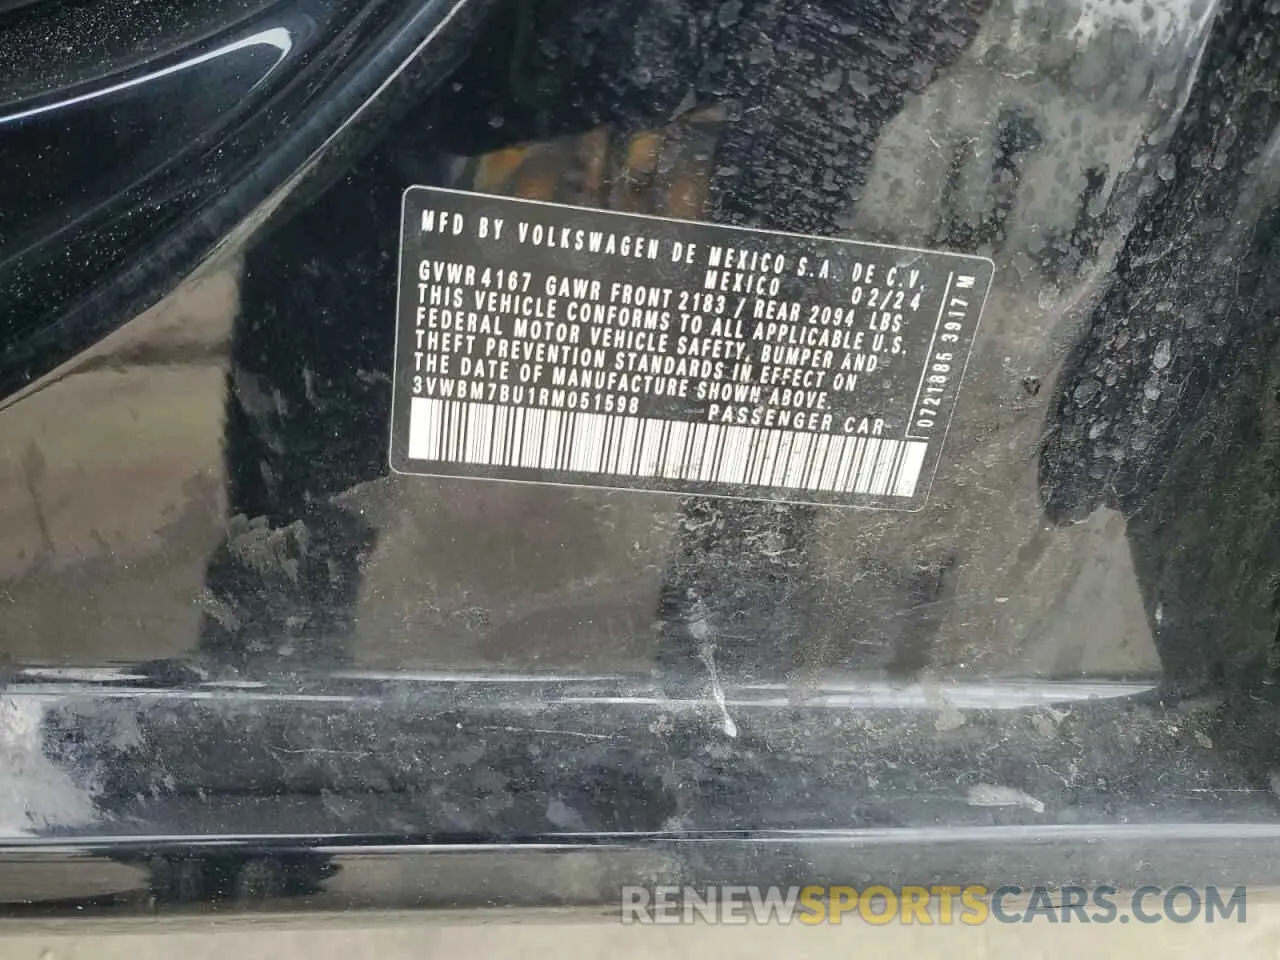 MFD BY VOLKSWAGEN DE MEXICO S.A. DE C.V.
MEXICO 02/24
GVWR 4167 GAWR FRONT 2183 / REAR 2094 LBS
THIS VEHICLE CONFORMS TO ALL APPLICABLE U.S.
FEDERAL MOTOR VEHICLE SAFETY, BUMPER AND
THEFT PREVENTION STANDARDS IN EFFECT ON
THE DATE OF MANUFACTURE SHOWN ABOVE.
3VWBM7BU1RM051598 PASSENGER CAR
0721885 3917 M
RENEWSPORTSCARS.COM